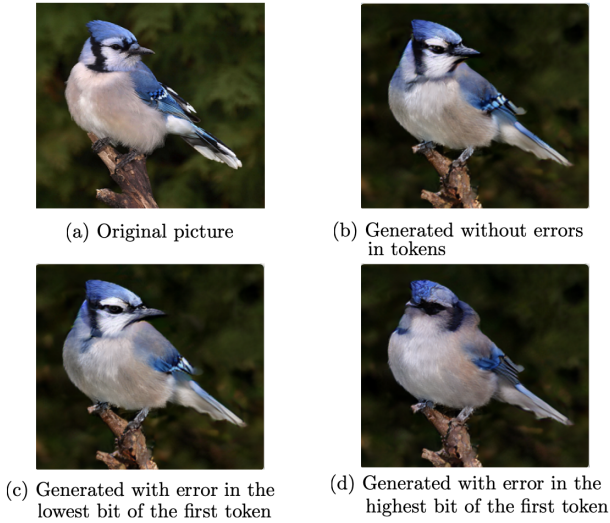 (a) Original picture
(b) Generated without errors
in tokens
(c) Generated with error in the
lowest bit of the first token
(d) Generated with error in the
highest bit of the first token